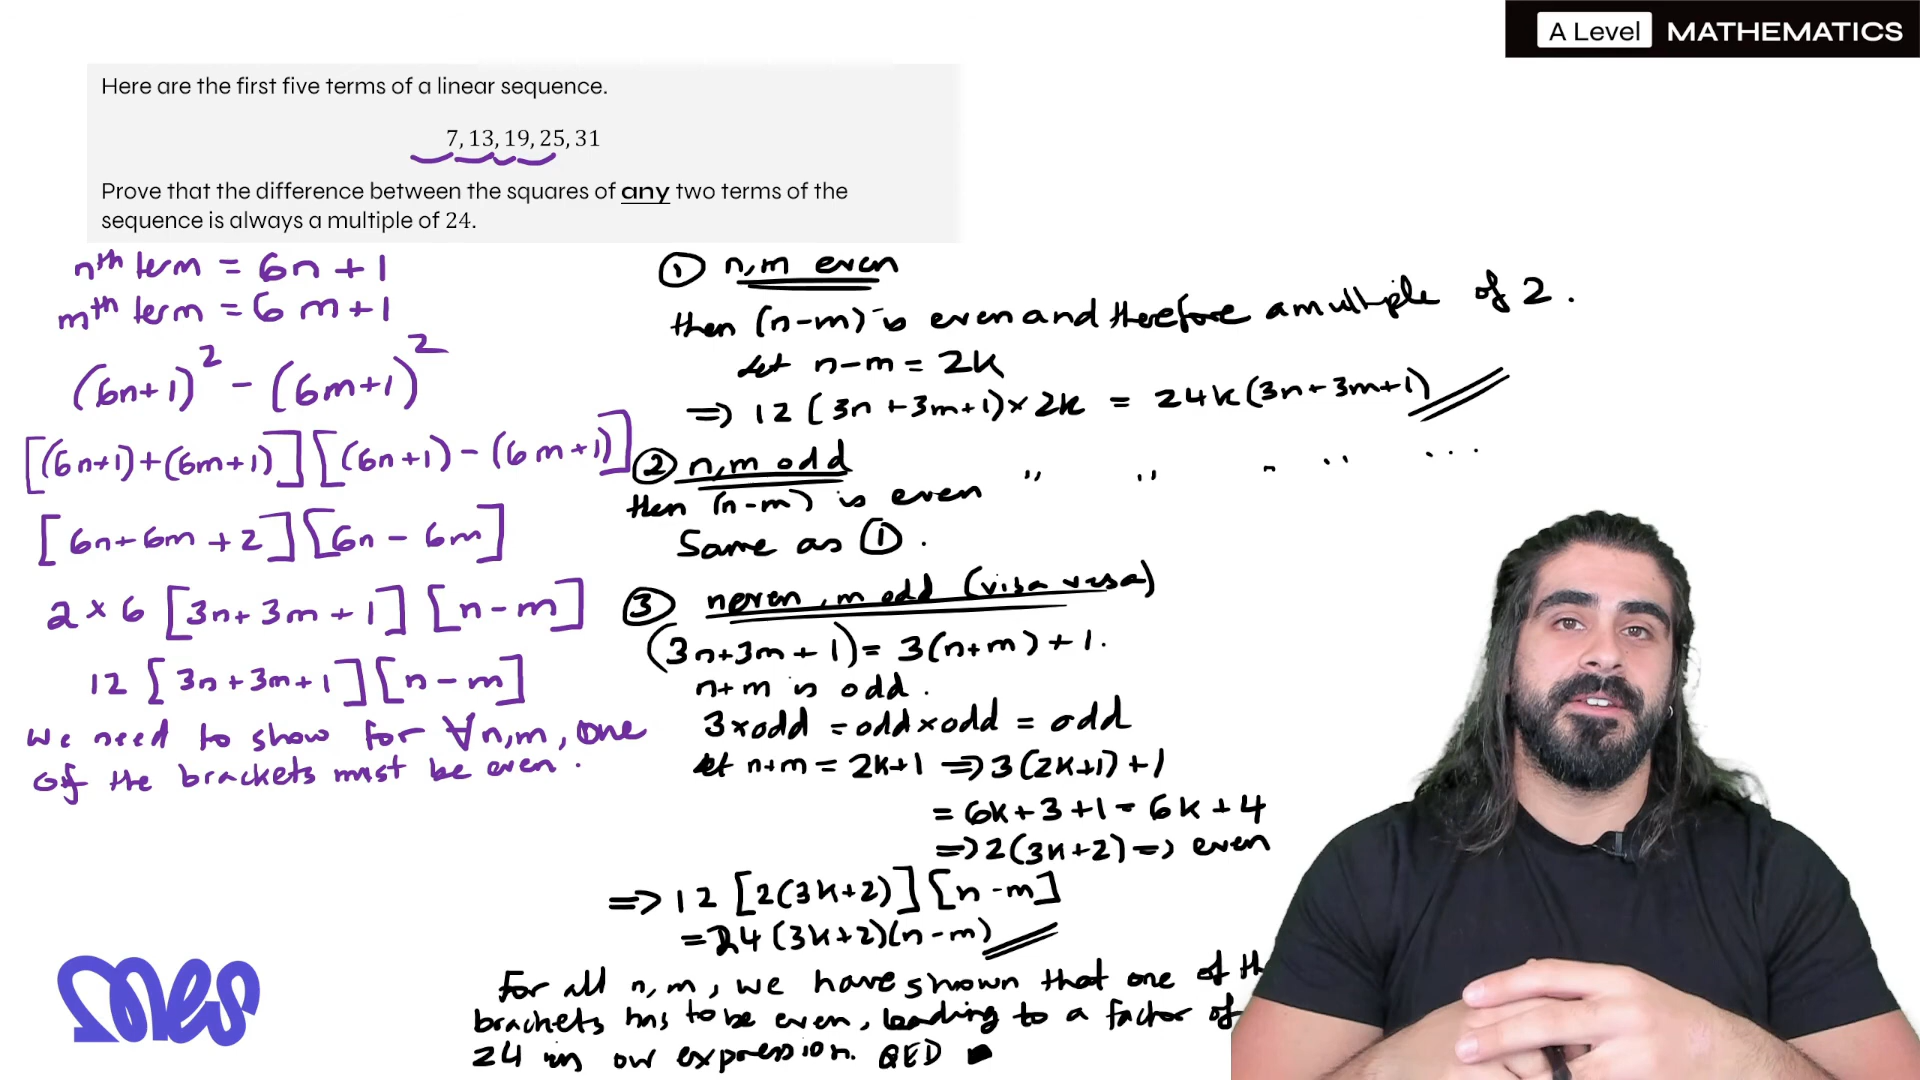 A Level MATHEMATICS
Here are the first five terms of a linear sequence.
7, 13, 19, 25, 31
Prove that the difference between the squares of any two terms of the
sequence is always a multiple of 24.
nth term = 6n + 1
mth term = 6m + 1
(6n+1)² - (6m+1)²
[(6n+1)+(6m+1)][(6n+1)-(6m+1)]
[6n+6m+2][6n-6m]
2 × 6 [3n+3m+1][n-m]
12 [3n+3m+1][n-m]
We need to show for ∀n,m, one
of the brackets must be even.
① n,m even
then (n-m) is even and therefore a multiple of 2.
let n-m = 2k
⇒ 12(3n+3m+1)×2k = 24k(3n+3m+1)
② n,m odd
then (n-m) is even " " " " ...
Same as ①.
③ n even, m odd (visa versa)
(3n+3m+1) = 3(n+m)+1.
n+m is odd.
3×odd = odd×odd = odd
let n+m = 2k+1 ⇒ 3(2k+1)+1
= 6k+3+1 = 6k+4
⇒ 2(3k+2) ⇒ even
⇒ 12 [2(3k+2)][n-m]
= 24(3k+2)(n-m)
For all n,m, we have shown that one of th
brackets has to be even, leading to a factor of
24 in our expression. QED
mes